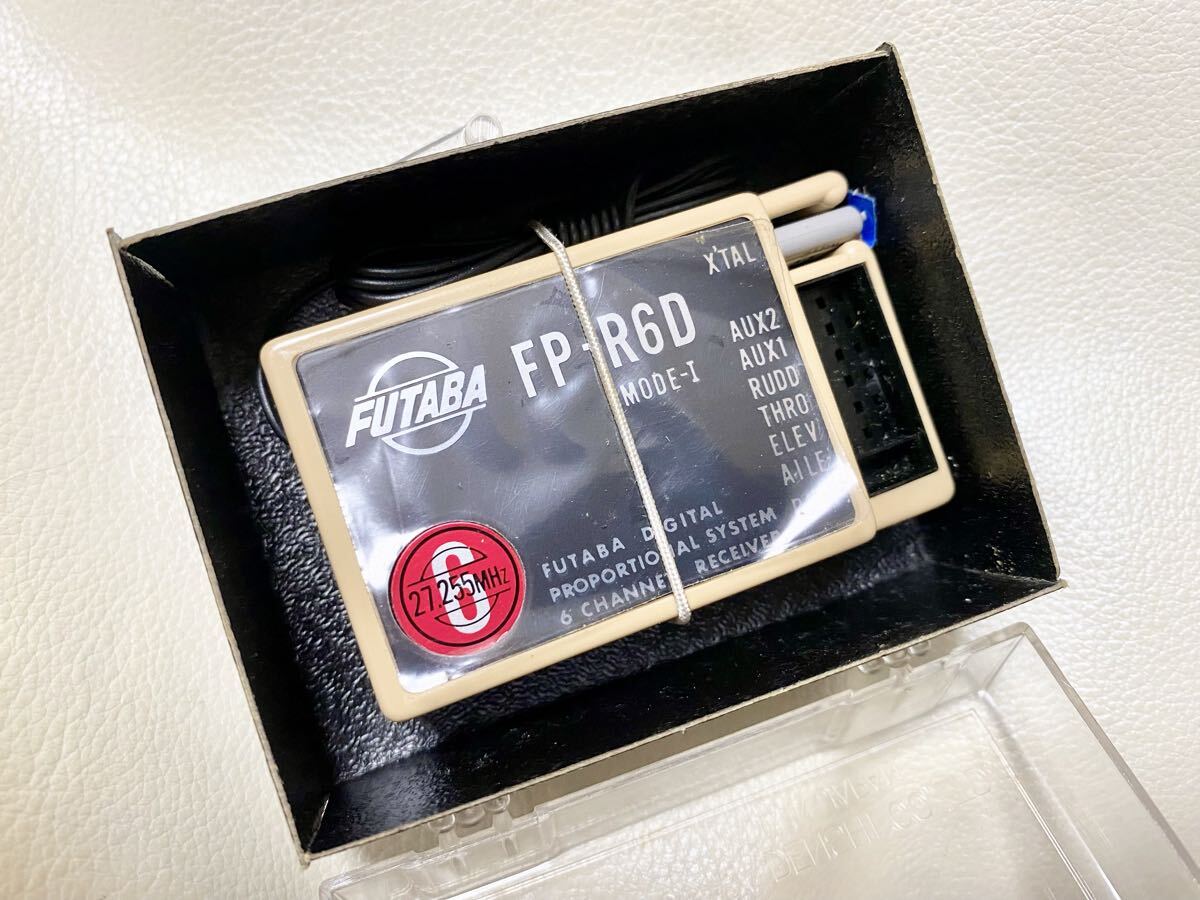 X'TAL
FP-R6D
MODE-I
FUTABA
AUX2
AUX1
RUDD
THRO
ELEV
AILE
FUTABA DIGITAL
PROPORTIONAL SYSTEM
6 CHANNEL RECEIVER
6
27.255MHz